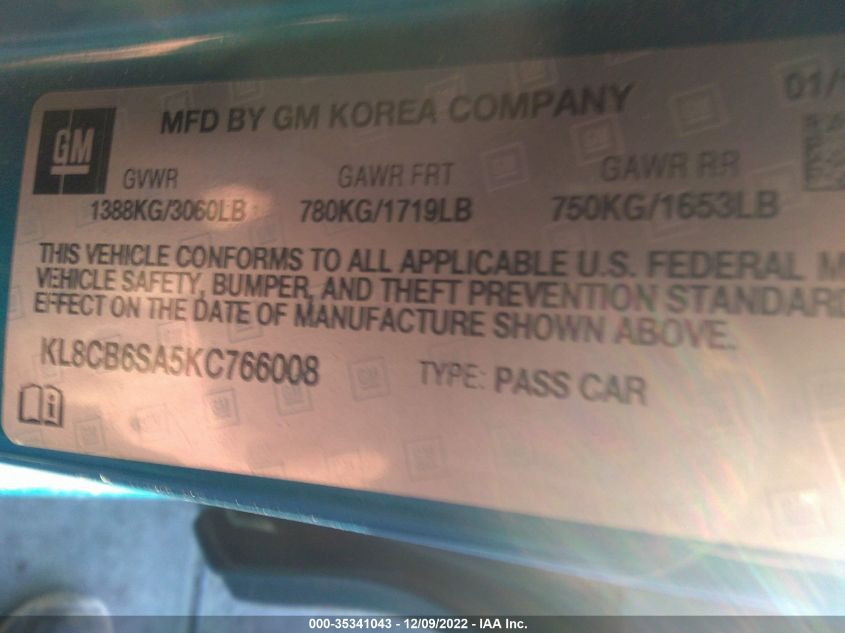 GM
MFD BY GM KOREA COMPANY
01/
GVWR GAWR FRT GAWR RR
1388KG/3060LB 780KG/1719LB 750KG/1653LB
THIS VEHICLE CONFORMS TO ALL APPLICABLE U.S. FEDERAL M
VEHICLE SAFETY, BUMPER, AND THEFT PREVENTION STANDARD
EFFECT ON THE DATE OF MANUFACTURE SHOWN ABOVE.
KL8CB6SA5KC766008 TYPE: PASS CAR
000-35341043 - 12/09/2022 - IAA Inc.